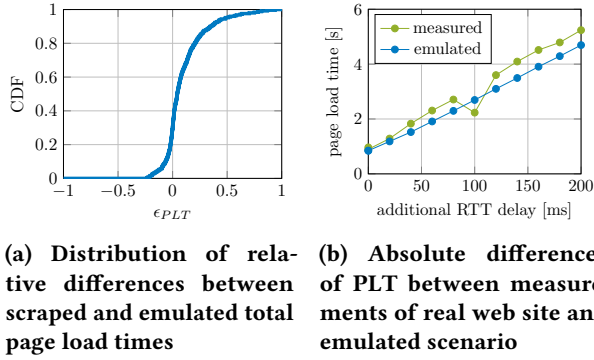 1
0.8
0.6
0.4
0.2
0
CDF
−1
−0.5
0
0.5
1
ϵPLT
6
4
2
0
page load time [s]
measured
emulated
0
50
100
150
200
additional RTT delay [ms]
(a) Distribution of rela-
tive differences between
scraped and emulated total
page load times
(b) Absolute difference
of PLT between measure
ments of real web site an
emulated scenario